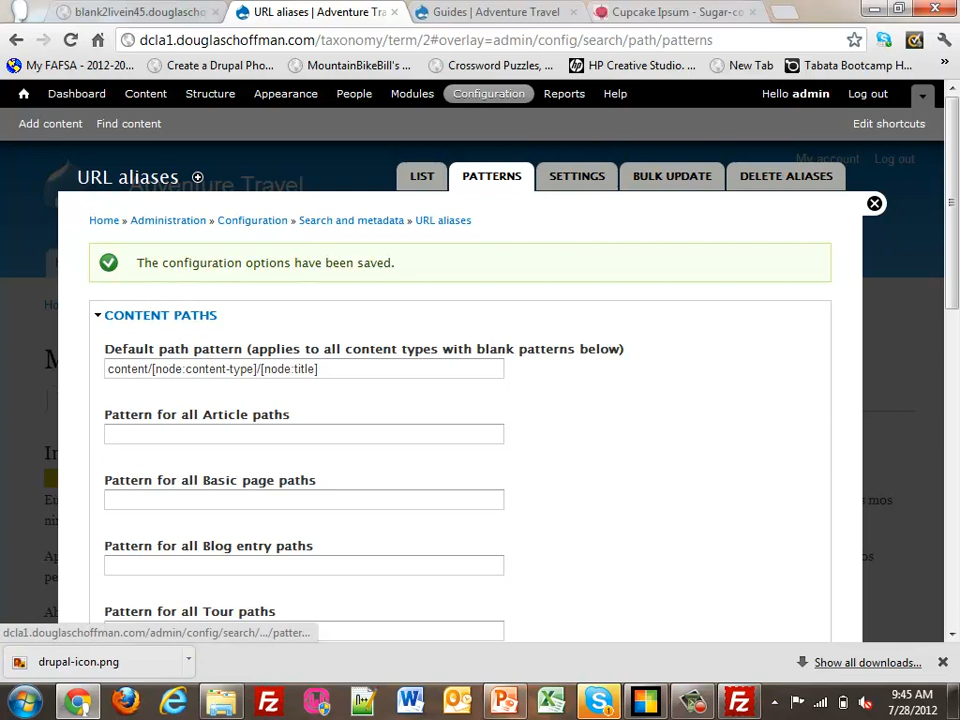 blank2livein45.douglascho
URL aliases | Adventure Tra
Guides | Adventure Travel
Cupcake Ipsum - Sugar-co
dcla1.douglaschoffman.com/taxonomy/term/2#overlay=admin/config/search/path/patterns
My FAFSA - 2012-20... Create a Drupal Pho... MountainBikeBill's ... Crossword Puzzles, ... HP Creative Studio. ... New Tab Tabata Bootcamp H... »
Dashboard Content Structure Appearance People Modules Configuration Reports Help Hello admin Log out
Add content Find content Edit shortcuts
My account Log out
URL aliases LIST PATTERNS SETTINGS BULK UPDATE DELETE ALIASES
Adventure Travel
Home » Administration » Configuration » Search and metadata » URL aliases
The configuration options have been saved.
CONTENT PATHS
Default path pattern (applies to all content types with blank patterns below)
content/[node:content-type]/[node:title]
Pattern for all Article paths
Pattern for all Basic page paths
Pattern for all Blog entry paths
Pattern for all Tour paths
dcla1.douglaschoffman.com/admin/config/search/.../patter...
drupal-icon.png Show all downloads...
9:45 AM
7/28/2012